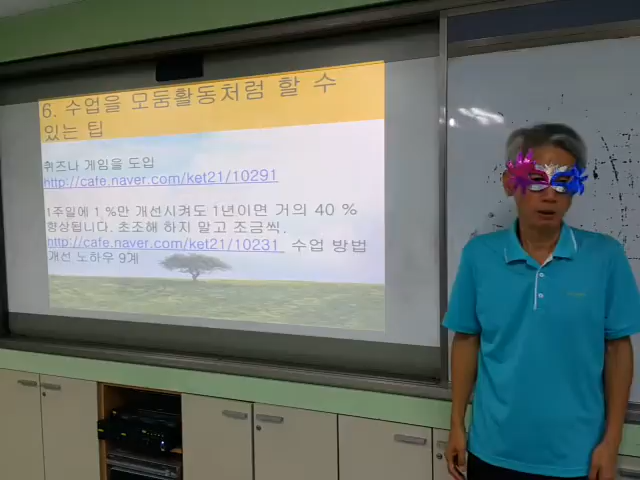 6. 수업을 모둠활동처럼 할 수
있는 팁
퀴즈나 게임을 도입
http://cafe.naver.com/ket21/10291
1주일에 1 %만 개선시켜도 1년이면 거의 40 %
향상됩니다. 초조해 하지 말고 조금씩.
http://cafe.naver.com/ket21/10231 수업 방법
개선 노하우 9계